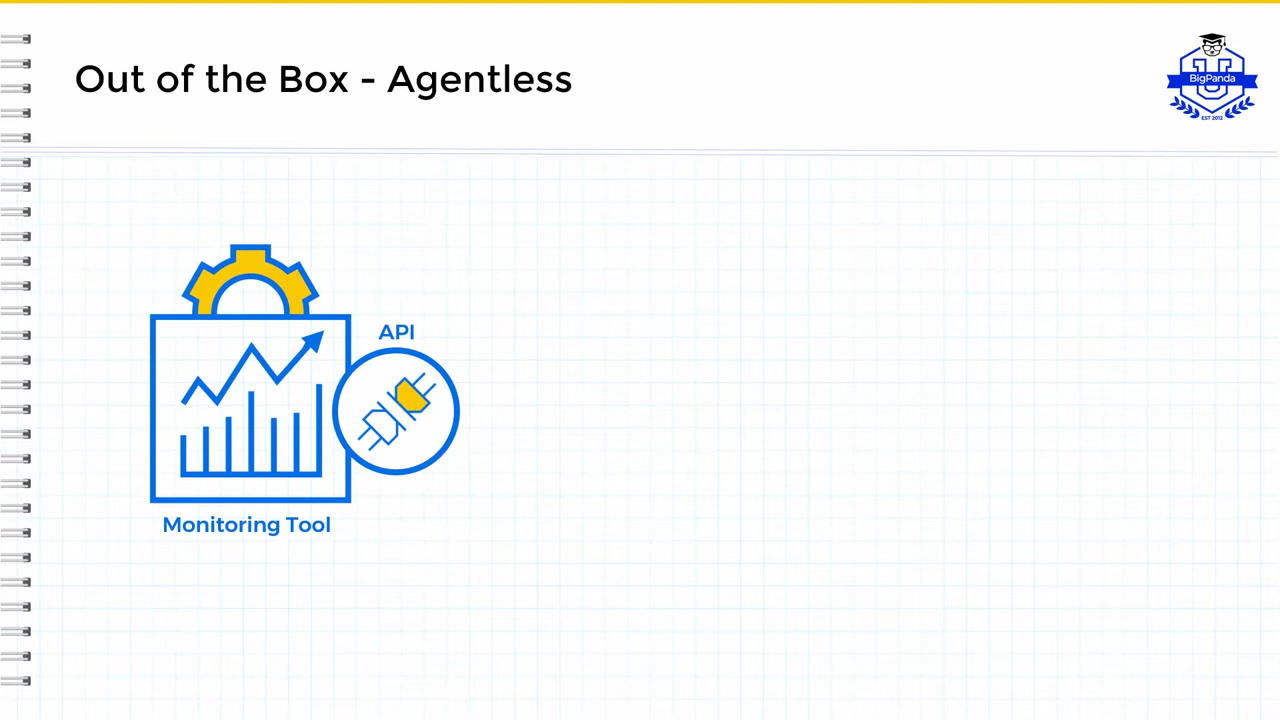 Out of the Box - Agentless
BigPanda
U
EST 2012
API
Monitoring Tool